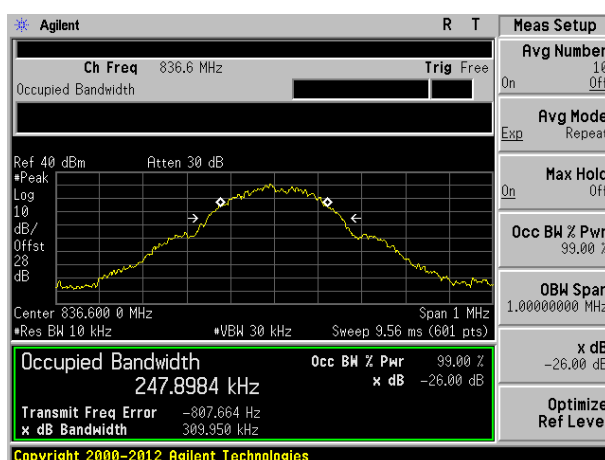 Agilent R T
Ch Freq 836.6 MHz Trig Free
Occupied Bandwidth
Ref 40 dBm Atten 30 dB
#Peak
Log
10
dB/
Offst
28
dB
Center 836.600 0 MHz Span 1 MHz
#Res BW 10 kHz #VBW 30 kHz Sweep 9.56 ms (601 pts)
Occupied Bandwidth Occ BW % Pwr 99.00 %
247.8984 kHz x dB -26.00 dB
Transmit Freq Error -807.664 Hz
x dB Bandwidth 309.950 kHz
Copyright 2000-2012 Agilent Technologies
Meas Setup
Avg Number
10
On Off
Avg Mode
Exp Repeat
Max Hold
On Off
Occ BW % Pwr
99.00 %
OBW Span
1.00000000 MHz
x dB
-26.00 dB
Optimize
Ref Level